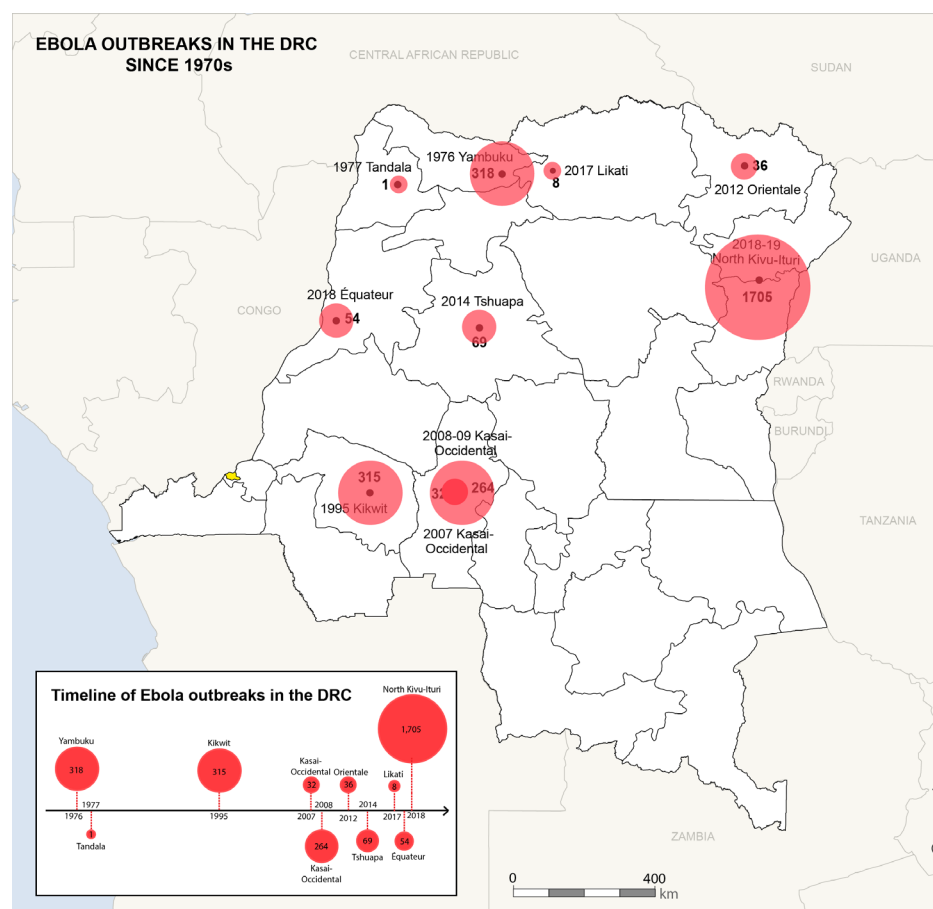 EBOLA OUTBREAKS IN THE DRC
SINCE 1970s
CENTRAL AFRICAN REPUBLIC
SUDAN
1977 Tandala
1
1976 Yambuku
318
2017 Likati
8
36
2012 Orientale
2018-19
North Kivu-Ituri
1705
UGANDA
2018 Équateur
54
2014 Tshuapa
69
CONGO
RWANDA
BURUNDI
2008-09 Kasai-
Occidental
315
1995 Kikwit
32
264
2007 Kasai-
Occidental
TANZANIA
ZAMBIA
Timeline of Ebola outbreaks in the DRC
North Kivu-Ituri
1,705
Yambuku
318
Kikwit
315
Kasai-
Occidental
32
Orientale
36
Likati
8
1977
2008
2014
1976
1995
2007
2012
2017
2018
1
Tandala
264
Kasai-
Occidental
69
Tshuapa
54
Équateur
0
400
km